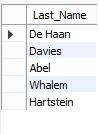 Last_Name
De Haan
Davies
Abel
Whalem
Hartstein